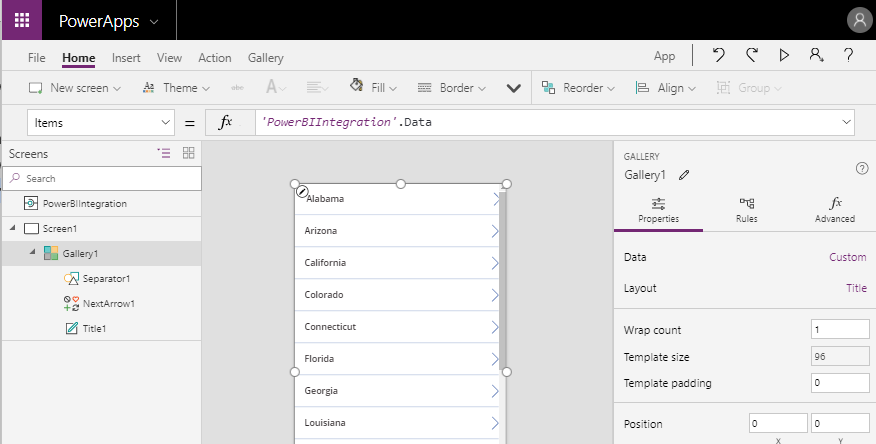 PowerApps
File Home Insert View Action Gallery App ?
New screen Theme abc A Fill Border Reorder Align Group
Items = fx 'PowerBIIntegration'.Data
Screens
Search
PowerBIIntegration
Screen1
Gallery1
Separator1
NextArrow1
Title1
Alabama
Arizona
California
Colorado
Connecticut
Florida
Georgia
Louisiana
GALLERY
Gallery1 ?
fx
Properties Rules Advanced
Data Custom
Layout Title
Wrap count 1
Template size 96
Template padding 0
Position 0 0
X Y